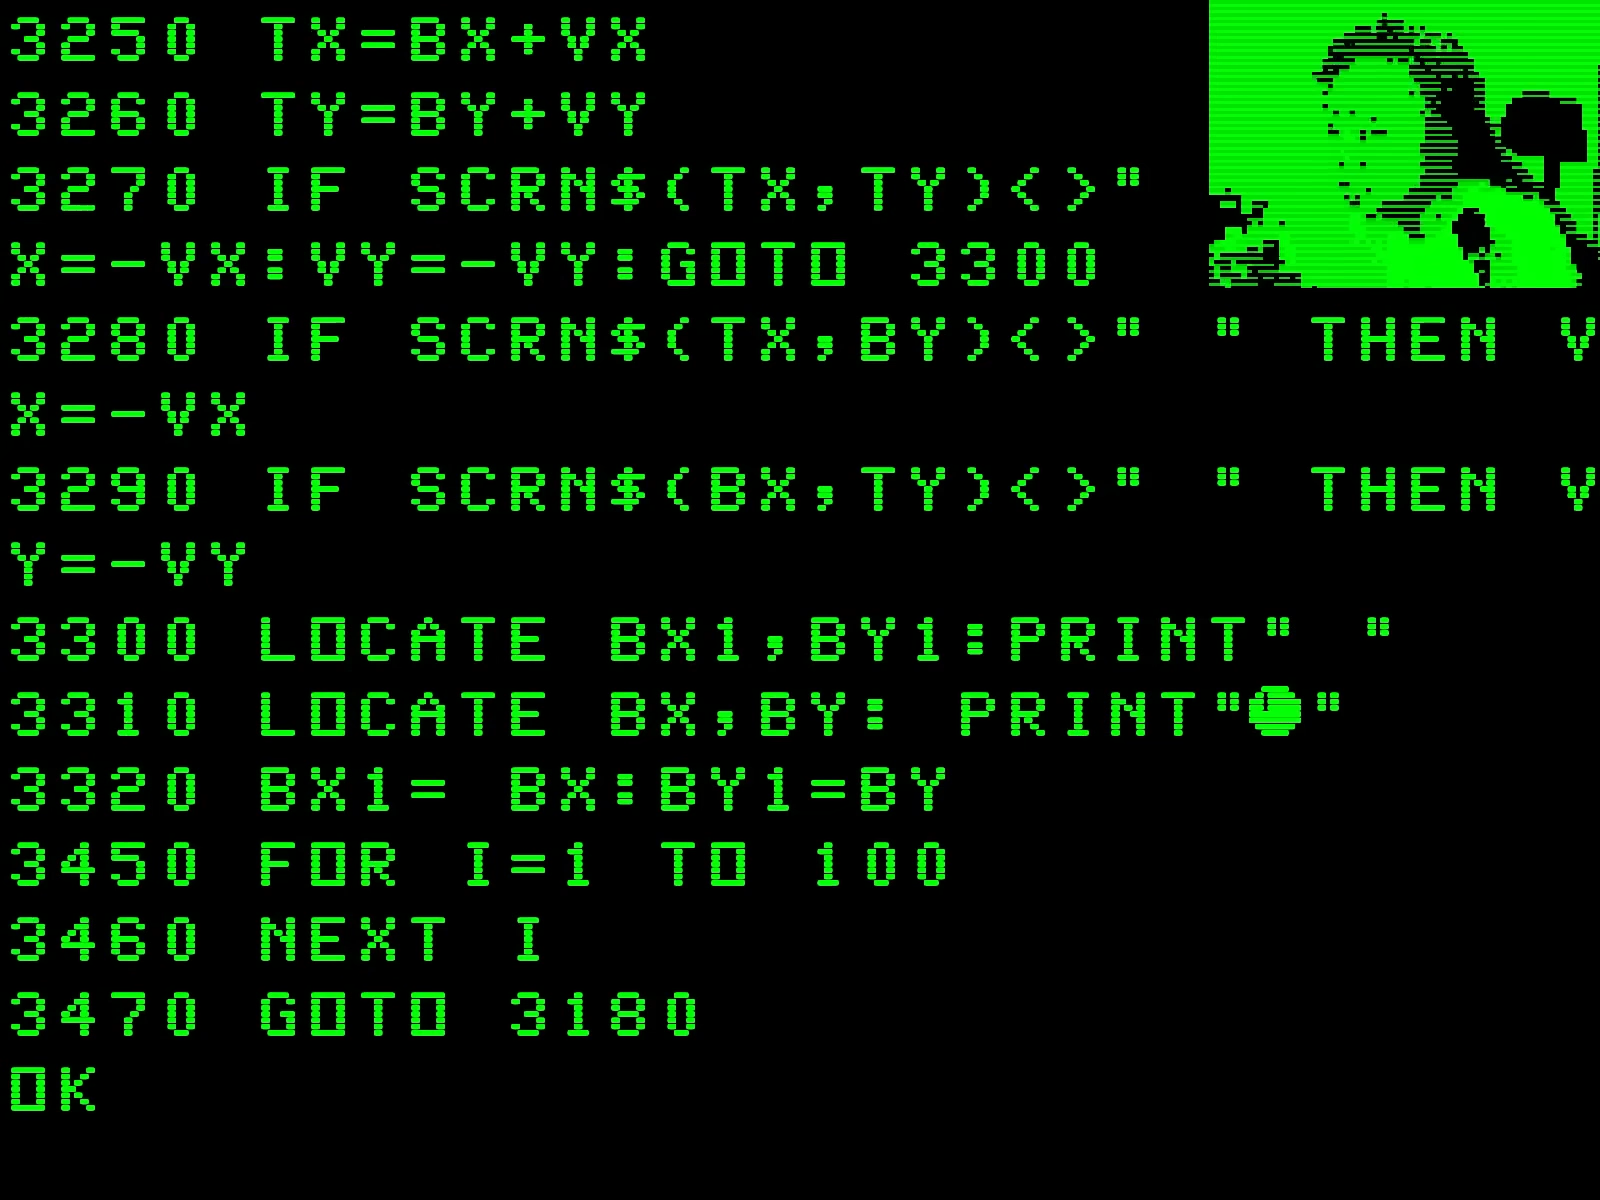 3250 TX=BX+VX
3260 TY=BY+VY
3270 IF SCRN$(TX,TY)<>"
X=-VX:VY=-VY:GOTO 3300
3280 IF SCRN$(TX,BY)<>" " THEN V
X=-VX
3290 IF SCRN$(BX,TY)<>" " THEN V
Y=-VY
3300 LOCATE BX1,BY1:PRINT" "
3310 LOCATE BX,BY: PRINT"●"
3320 BX1= BX:BY1=BY
3450 FOR I=1 TO 100
3460 NEXT I
3470 GOTO 3180
OK